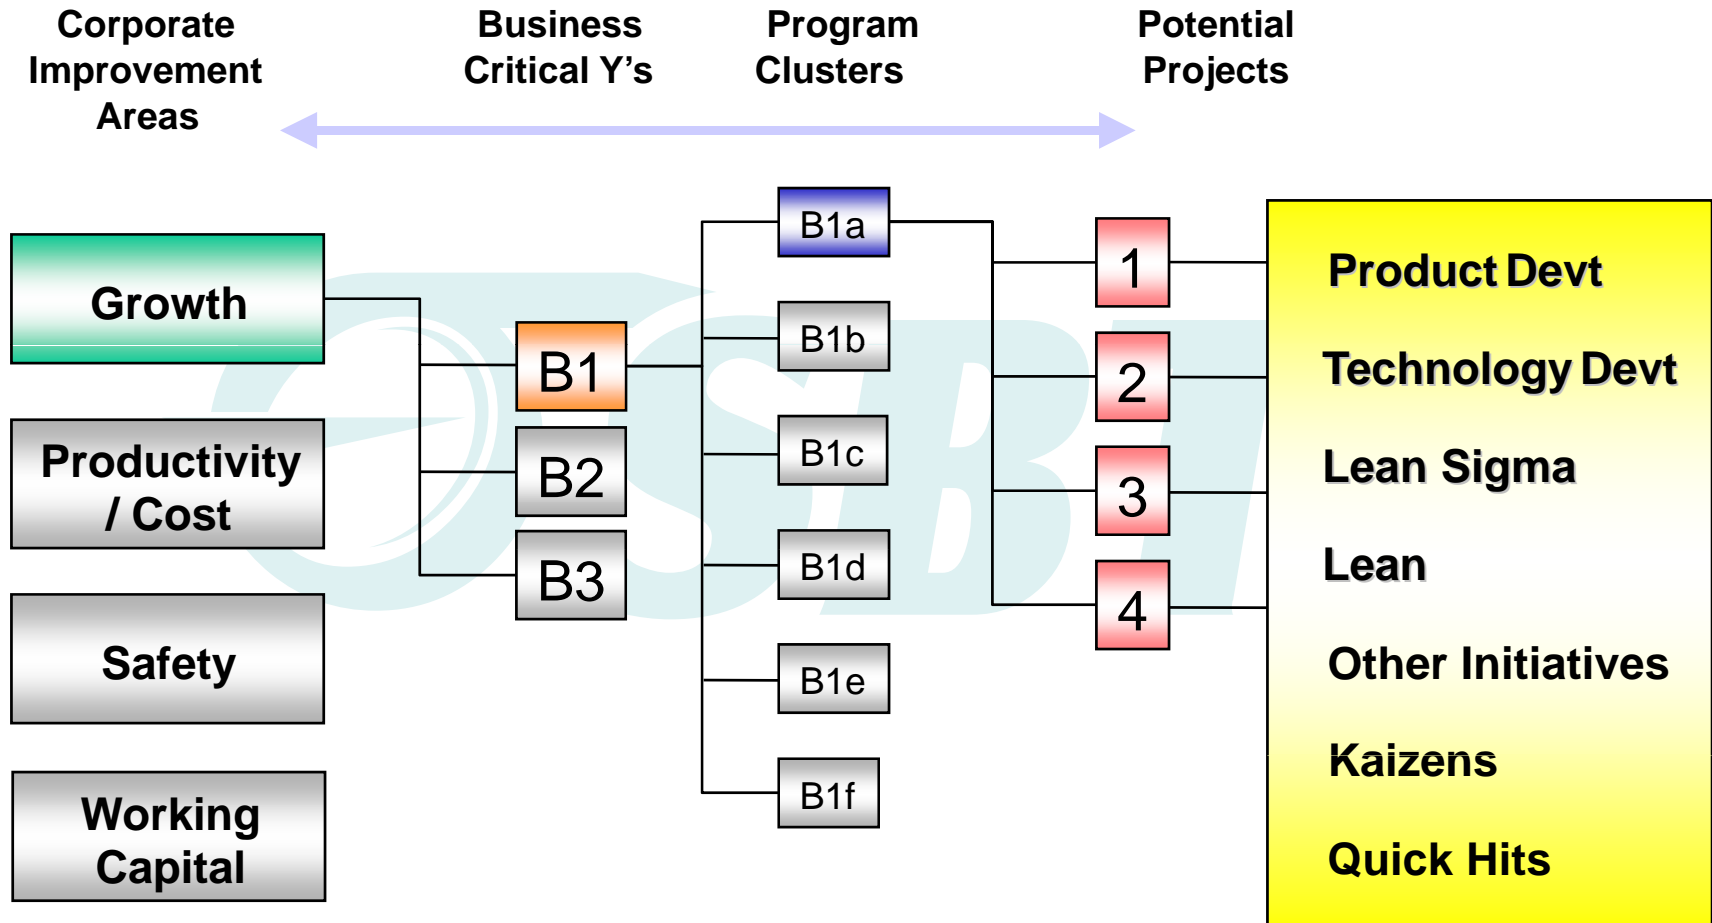 Corporate
Improvement
Areas
Business
Critical Y's
Program
Clusters
Potential
Projects
Growth
Productivity
/ Cost
Safety
Working
Capital
B1
B2
B3
B1a
B1b
B1c
B1d
B1e
B1f
1
2
3
4
Product Devt
Technology Devt
Lean Sigma
Lean
Other Initiatives
Kaizens
Quick Hits